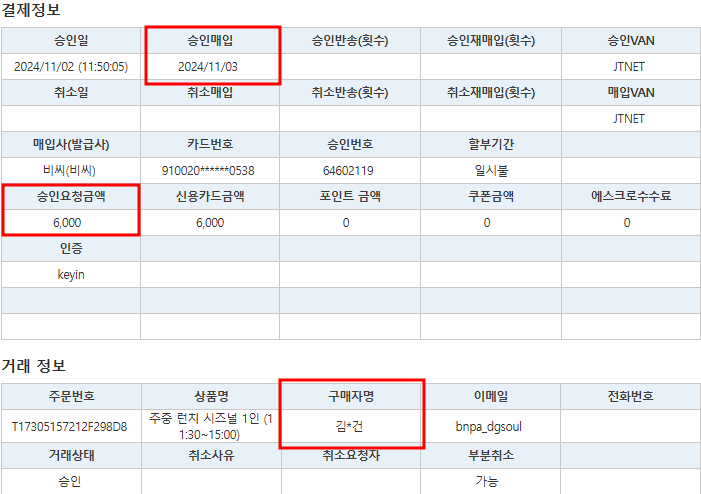 결제정보
승인일 승인매입 승인반송(횟수) 승인재매입(횟수) 승인VAN
2024/11/02 (11:50:05) 2024/11/03 JTNET
취소일 취소매입 취소반송(횟수) 취소재매입(횟수) 매입VAN
JTNET
매입사(발급사) 카드번호 승인번호 할부기간
비씨(비씨) 910020******0538 64602119 일시불
승인요청금액 신용카드금액 포인트 금액 쿠폰금액 에스크로수수료
6,000 6,000 0 0 0
인증
keyin
거래 정보
주문번호 상품명 구매자명 이메일 전화번호
T17305157212F298D8 주중 런치 시즈널 1인 (1 김*건 bnpa_dgsoul
1:30~15:00)
거래상태 취소사유 취소요청자 부분취소
승인 가능